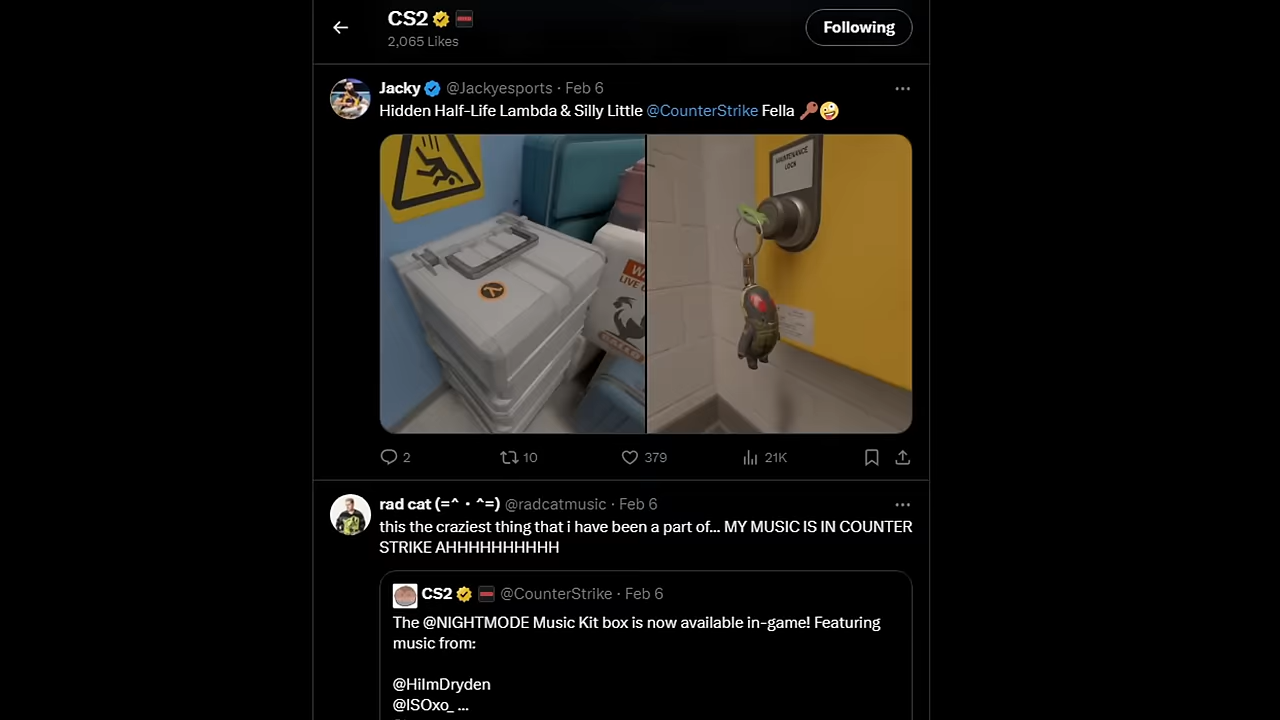 CS2
2,065 Likes
Following
Jacky @Jackyesports · Feb 6
Hidden Half-Life Lambda & Silly Little @CounterStrike Fella 🗝️🤪
MAINTENANCE
LOCK
2 10 379 21K
rad cat (=^・^=) @radcatmusic · Feb 6
this the craziest thing that i have been a part of... MY MUSIC IS IN COUNTER
STRIKE AHHHHHHHHHH
CS2 @CounterStrike · Feb 6
The @NIGHTMODE Music Kit box is now available in-game! Featuring
music from:
@HiImDryden
@ISOxo_ ...